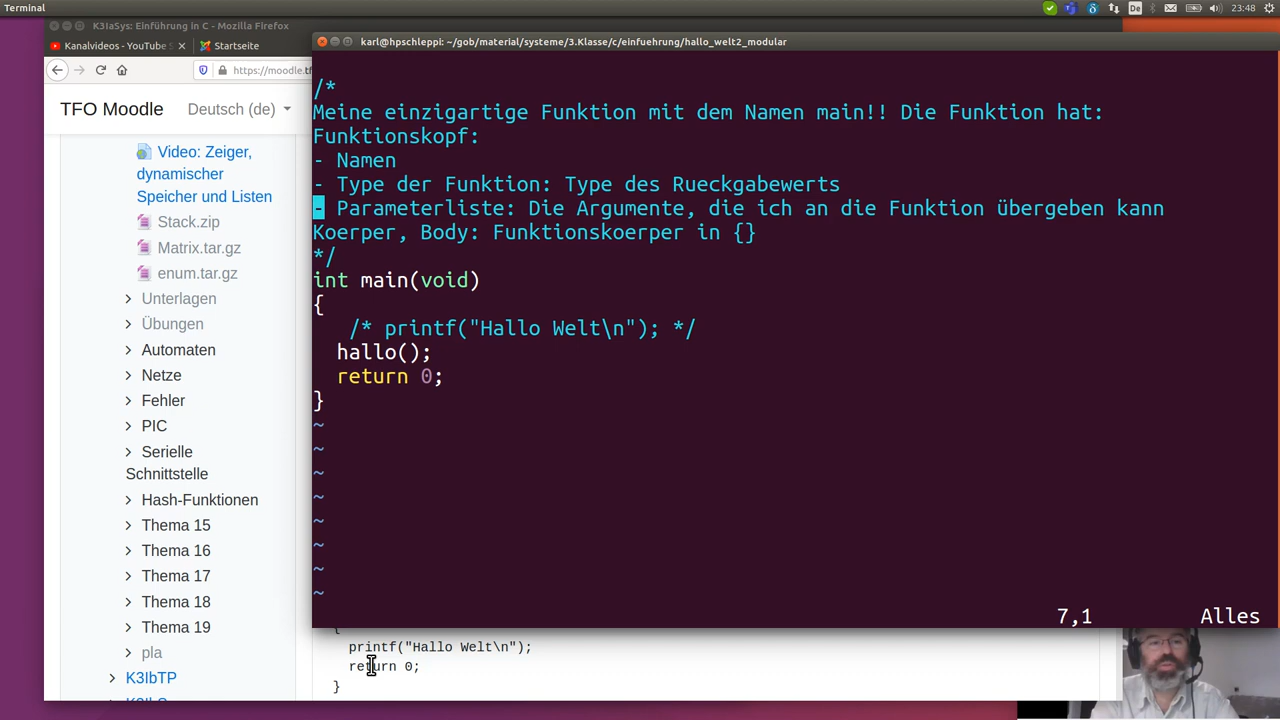 Terminal
De
23:48
K3IaSys: Einführung in C - Mozilla Firefox
Kanalvideos - YouTube S
Startseite
https://moodle.tf
karl@hpschleppi: ~/gob/material/systeme/3.Klasse/c/einfuehrung/hallo_welt2_modular
TFO Moodle
Deutsch (de)
Video: Zeiger,
dynamischer
Speicher und Listen
Stack.zip
Matrix.tar.gz
enum.tar.gz
Unterlagen
Übungen
Automaten
Netze
Fehler
PIC
Serielle
Schnittstelle
Hash-Funktionen
Thema 15
Thema 16
Thema 17
Thema 18
Thema 19
pla
K3IbTP
/*
Meine einzigartige Funktion mit dem Namen main!! Die Funktion hat:
Funktionskopf:
- Namen
- Type der Funktion: Type des Rueckgabewerts
- Parameterliste: Die Argumente, die ich an die Funktion übergeben kann
Koerper, Body: Funktionskoerper in {}
*/
int main(void)
{
/* printf("Hallo Welt\n"); */
hallo();
return 0;
}
~
~
~
~
~
~
~
~
7,1
Alles
{
printf("Hallo Welt\n");
return 0;
}